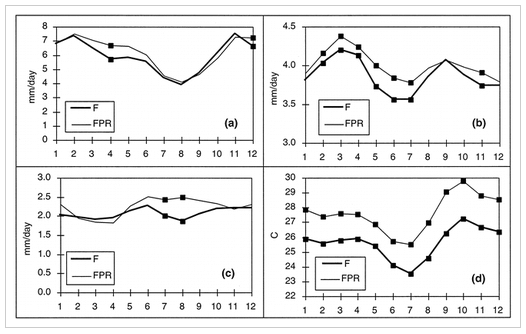 8
7
6
5
4
3
2
1
0
mm/day
F
FPR
(a)
1 2 3 4 5 6 7 8 9 10 11 12
4.5
4.0
3.5
3.0
mm/day
F
FPR
(b)
1 2 3 4 5 6 7 8 9 10 11 12
3.0
2.5
2.0
1.5
1.0
0.5
0.0
mm/day
F
FPR
(c)
1 2 3 4 5 6 7 8 9 10 11 12
30
29
28
27
26
25
24
23
22
C
F
FPR
(d)
1 2 3 4 5 6 7 8 9 10 11 12